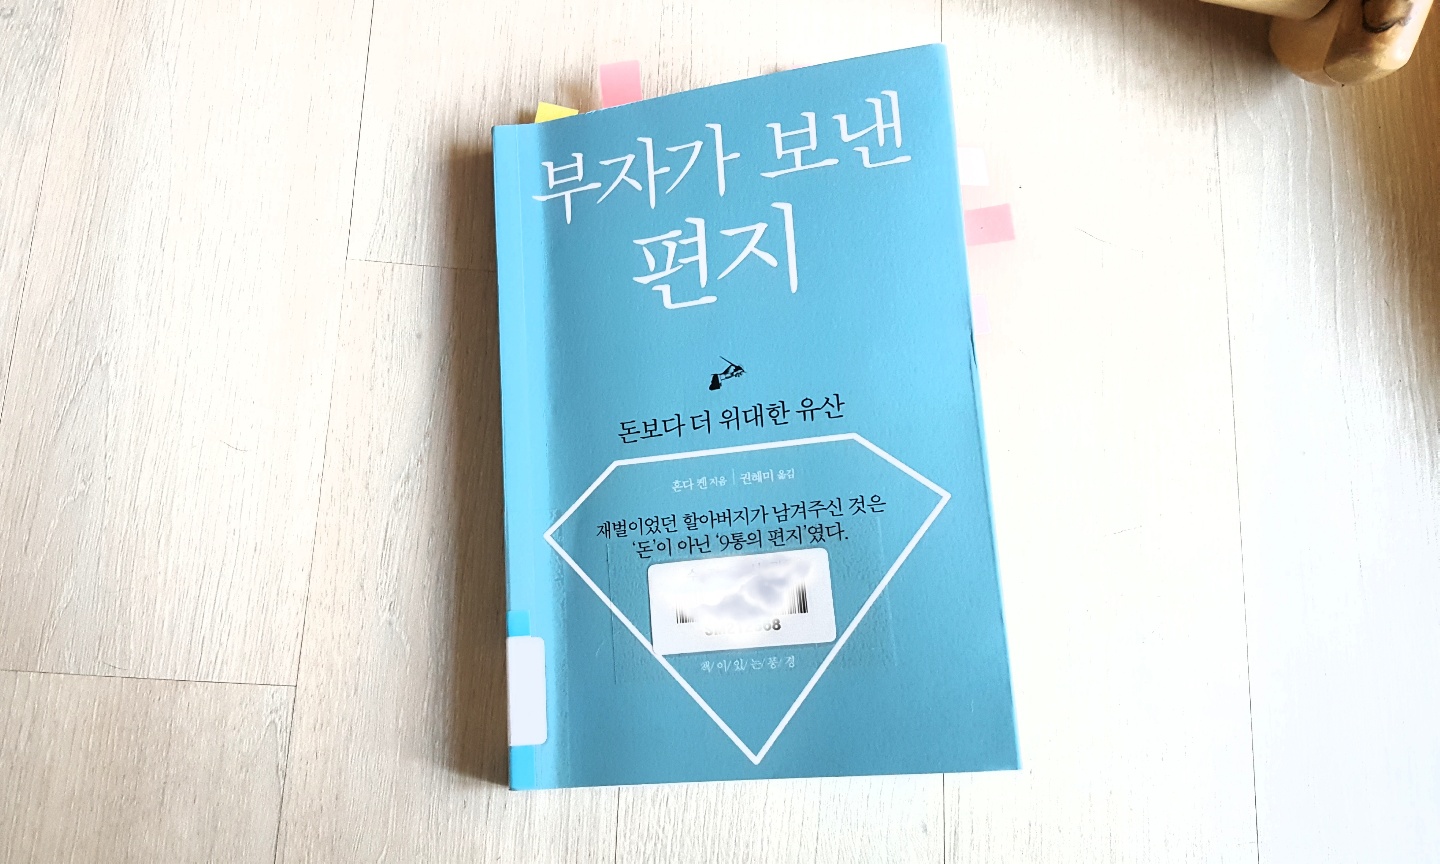 부자가 보낸
편지
돈보다 더 위대한 유산
혼다 켄 지음 | 권혜미 옮김
재벌이었던 할아버지가 남겨주신 것은
'돈'이 아닌 '9통의 편지'였다.
책/이/있/는/풍/경